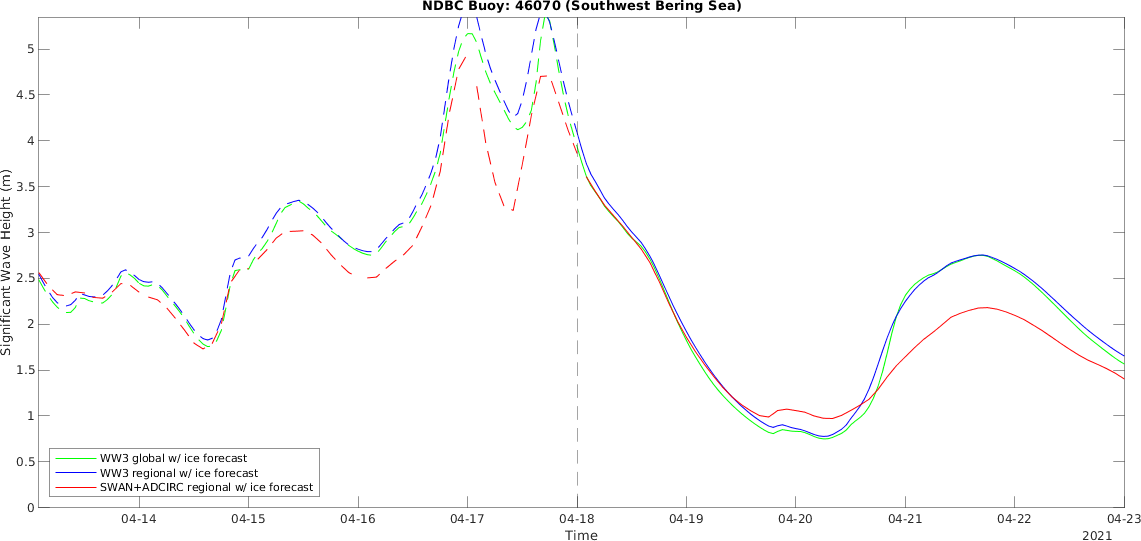 NDBC Buoy: 46070 (Southwest Bering Sea)
Significant Wave Height (m)
5
4.5
4
3.5
3
2.5
2
1.5
1
0.5
0
WW3 global w/ ice forecast
WW3 regional w/ ice forecast
SWAN+ADCIRC regional w/ ice forecast
04-14 04-15 04-16 04-17 04-18 04-19 04-20 04-21 04-22 04-23
Time
2021